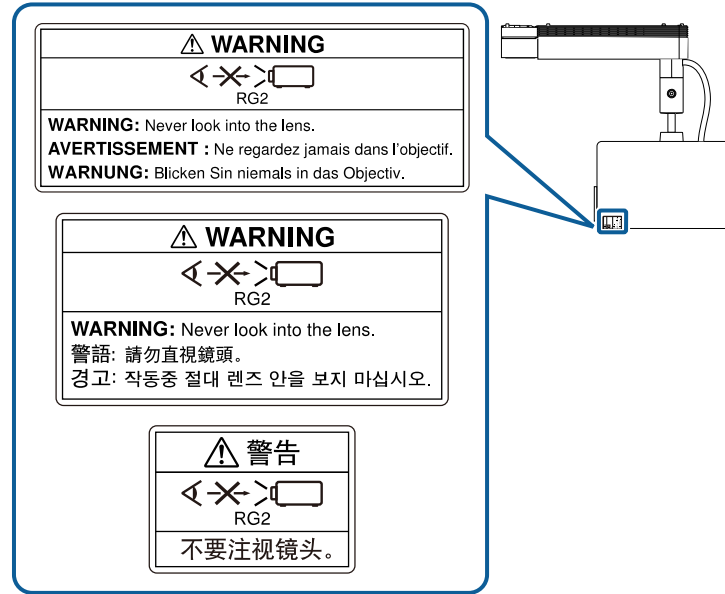 ⚠ WARNING
RG2
WARNING: Never look into the lens.
AVERTISSEMENT : Ne regardez jamais dans l'objectif.
WARNUNG: Blicken Sin niemals in das Objectiv.
⚠ WARNING
RG2
WARNING: Never look into the lens.
警語: 請勿直視鏡頭。
경고: 작동중 절대 렌즈 안을 보지 마십시오.
⚠ 警告
RG2
不要注视镜头。